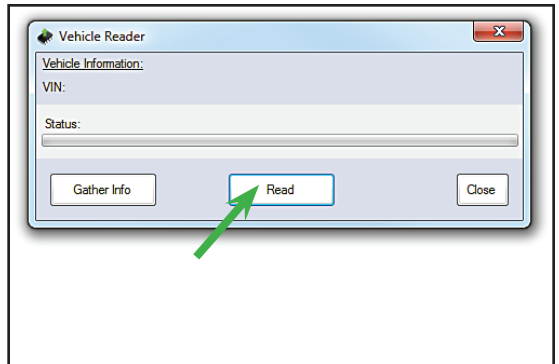 Vehicle Reader
Vehicle Information:
VIN:
Status:
Gather Info Read Close